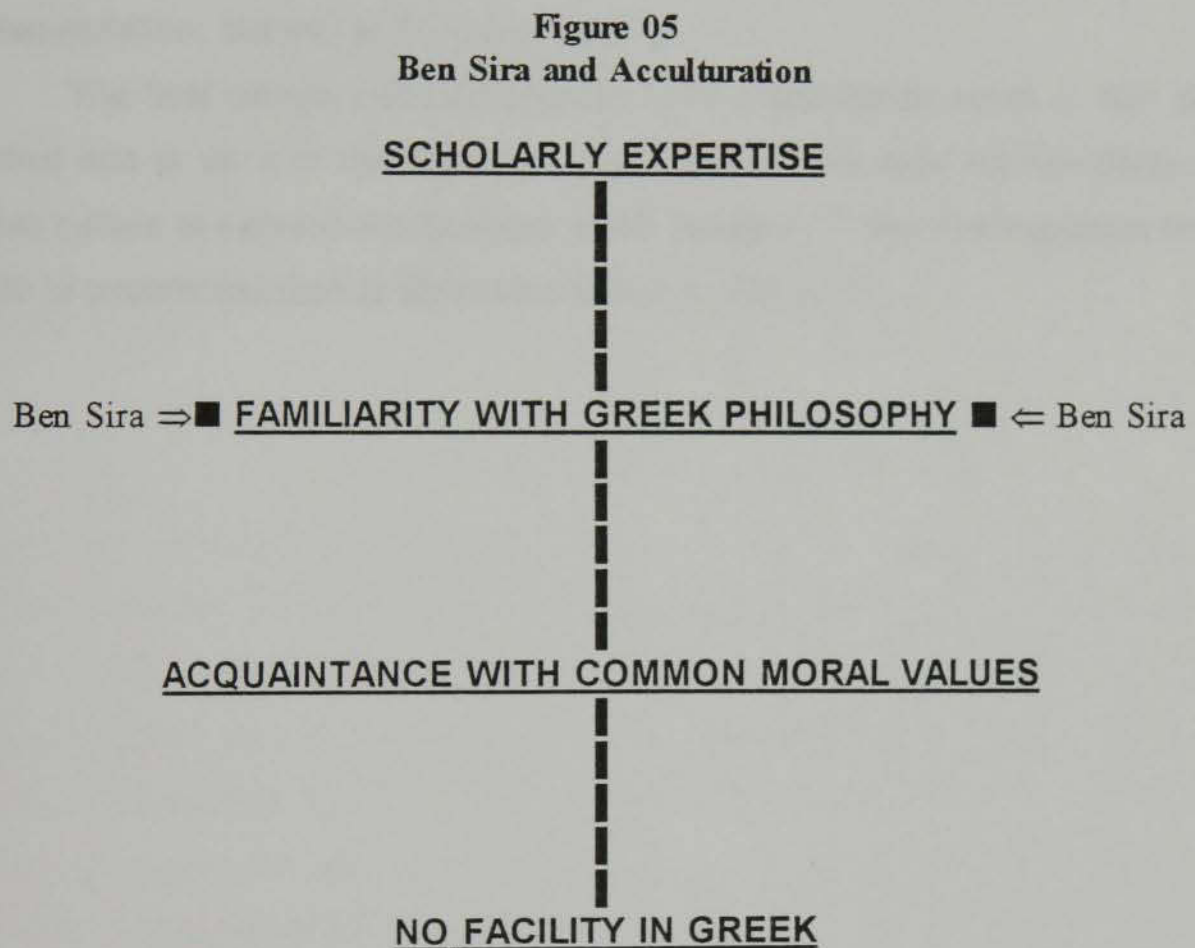 Figure 05
Ben Sira and Acculturation
SCHOLARLY EXPERTISE
Ben Sira ⇒■ FAMILIARITY WITH GREEK PHILOSOPHY ■ ⇐ Ben Sira
ACQUAINTANCE WITH COMMON MORAL VALUES
NO FACILITY IN GREEK